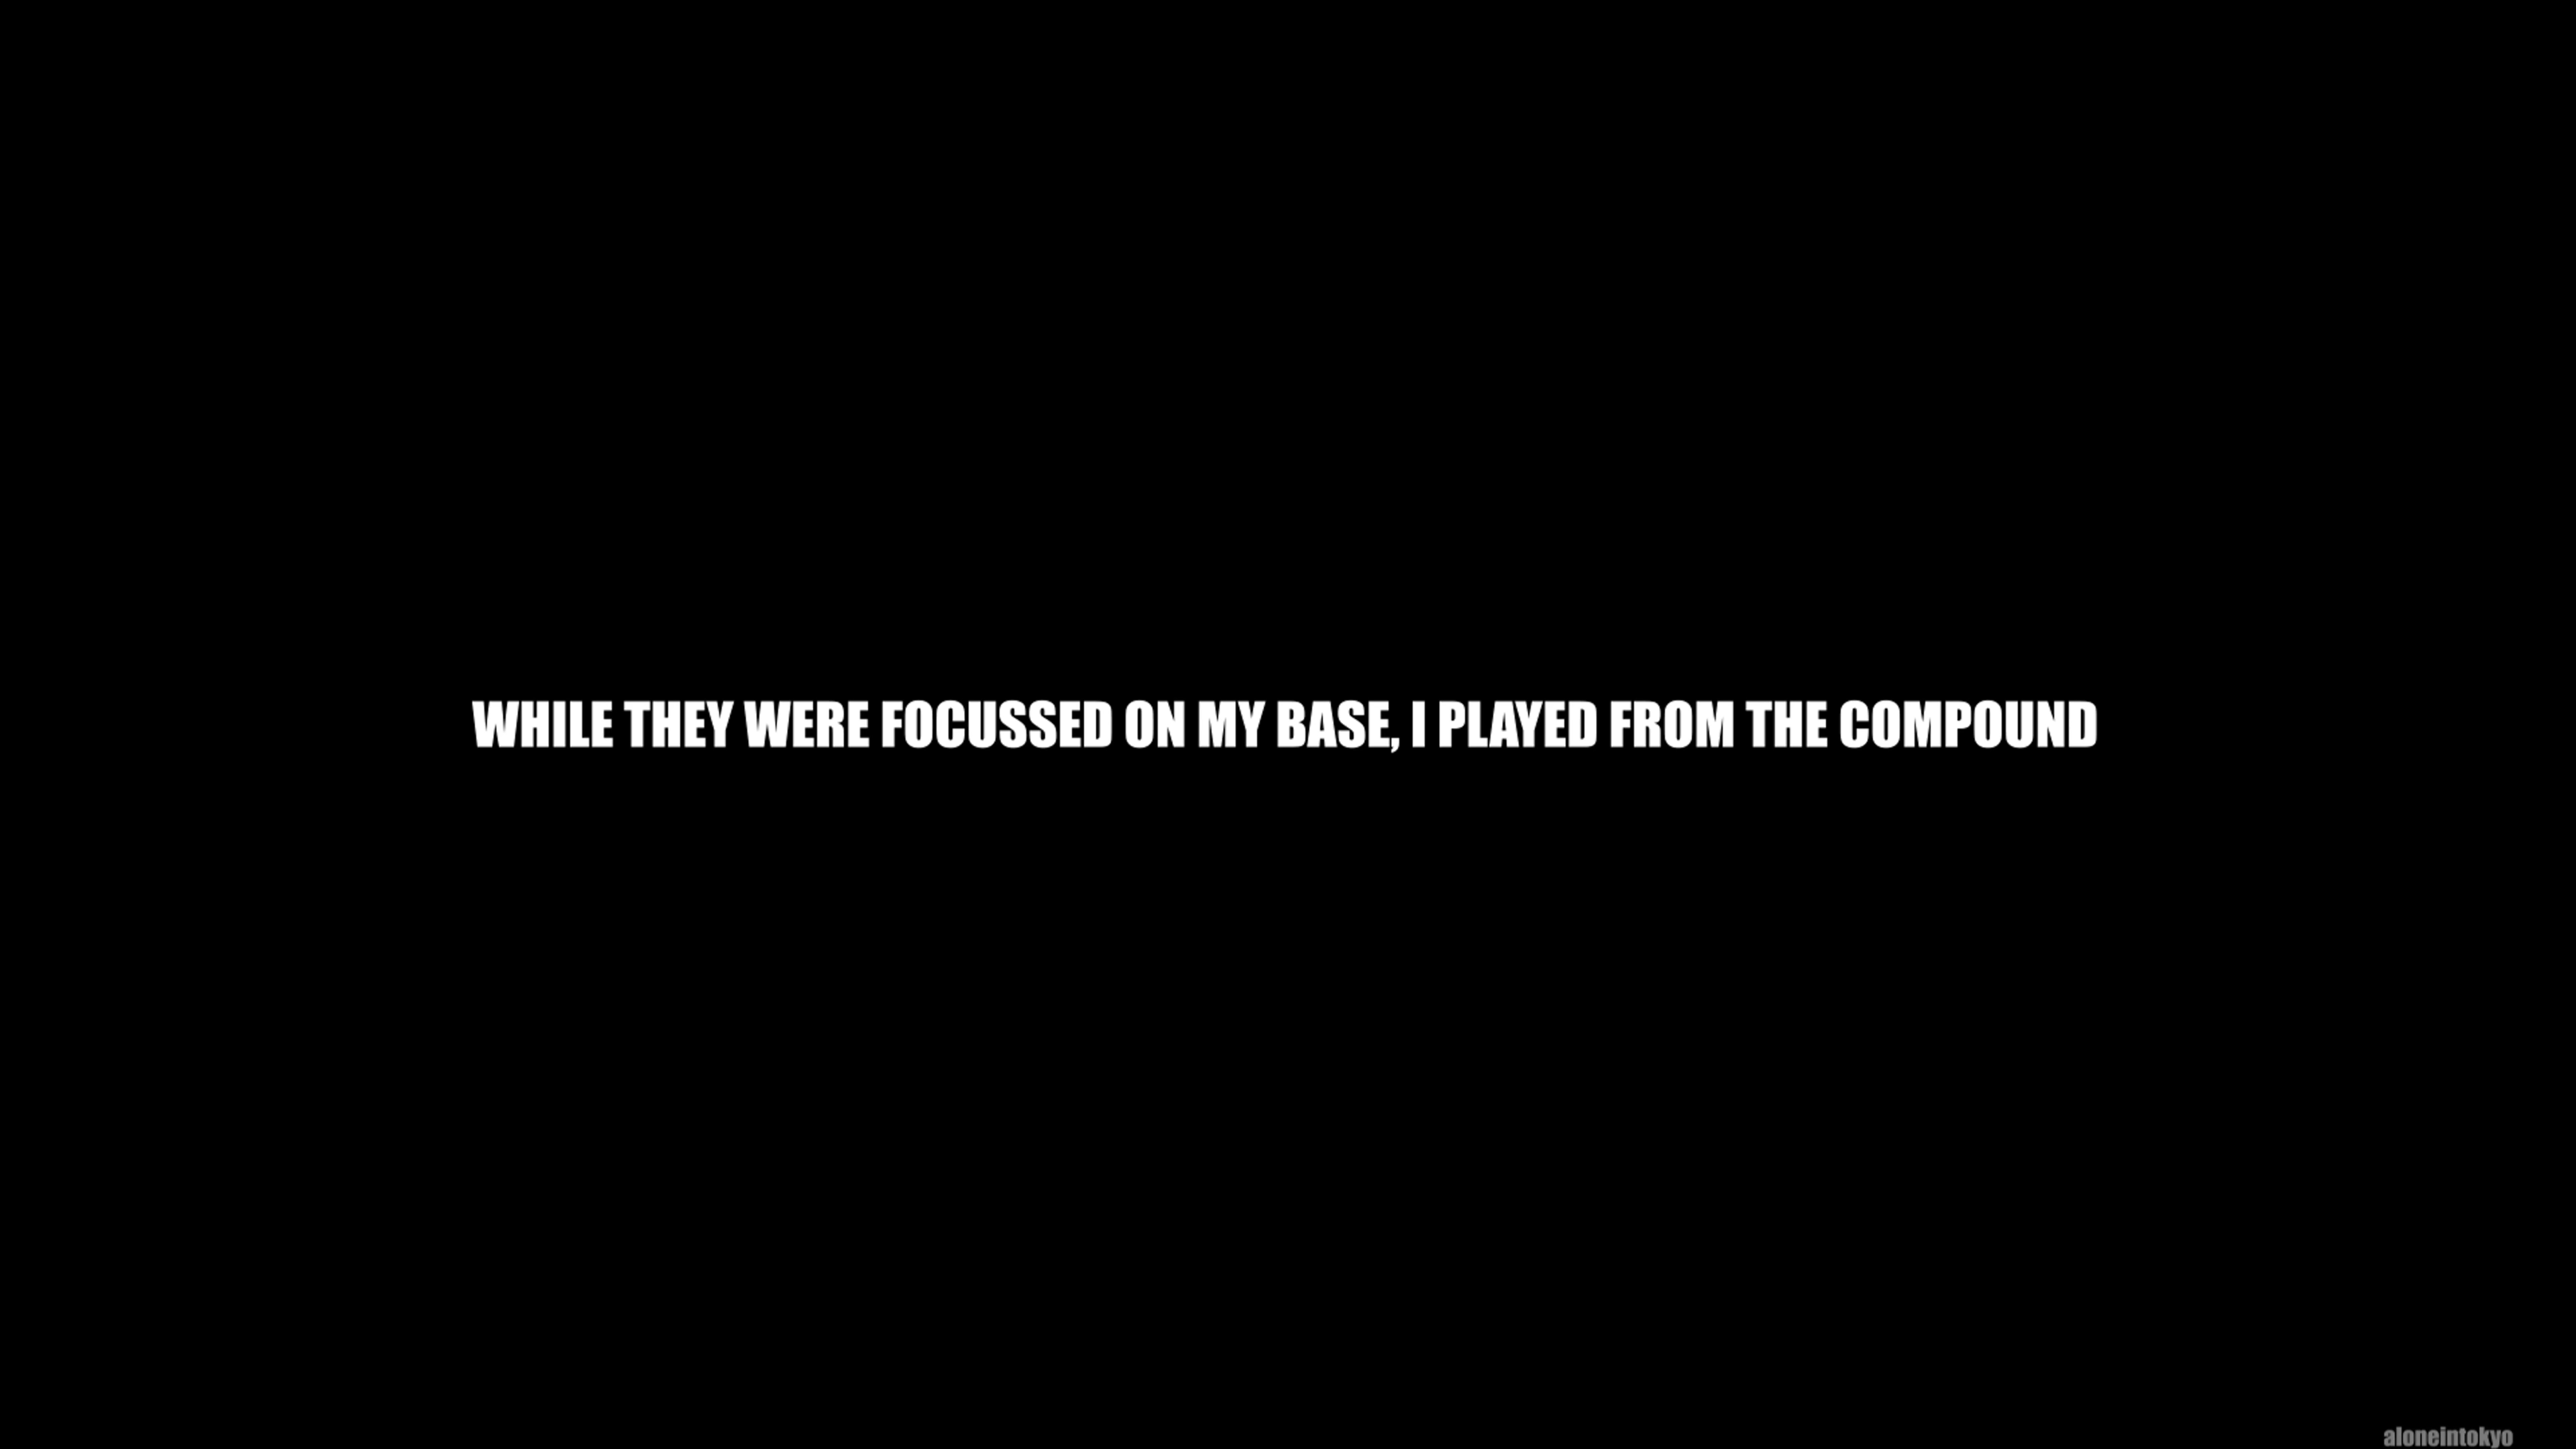 WHILE THEY WERE FOCUSSED ON MY BASE, I PLAYED FROM THE COMPOUND
aloneintokyo